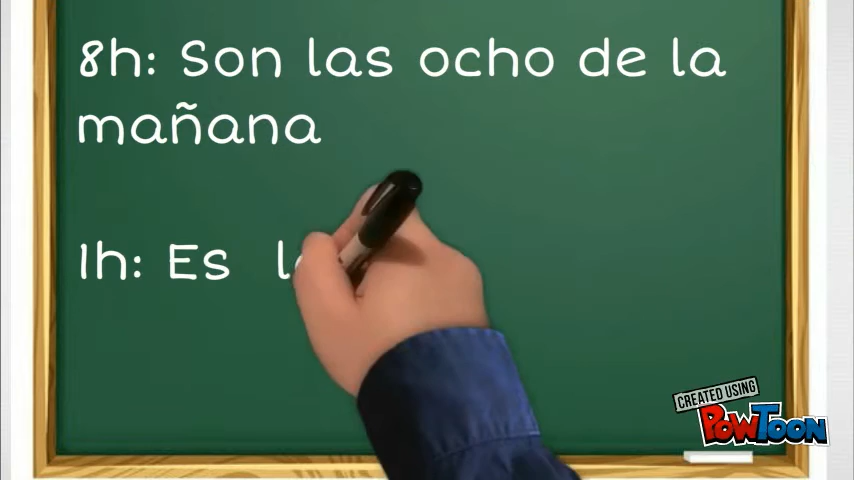 8h: Son las ocho de la
mañana
1h: Es
CREATED USING
POWTOON